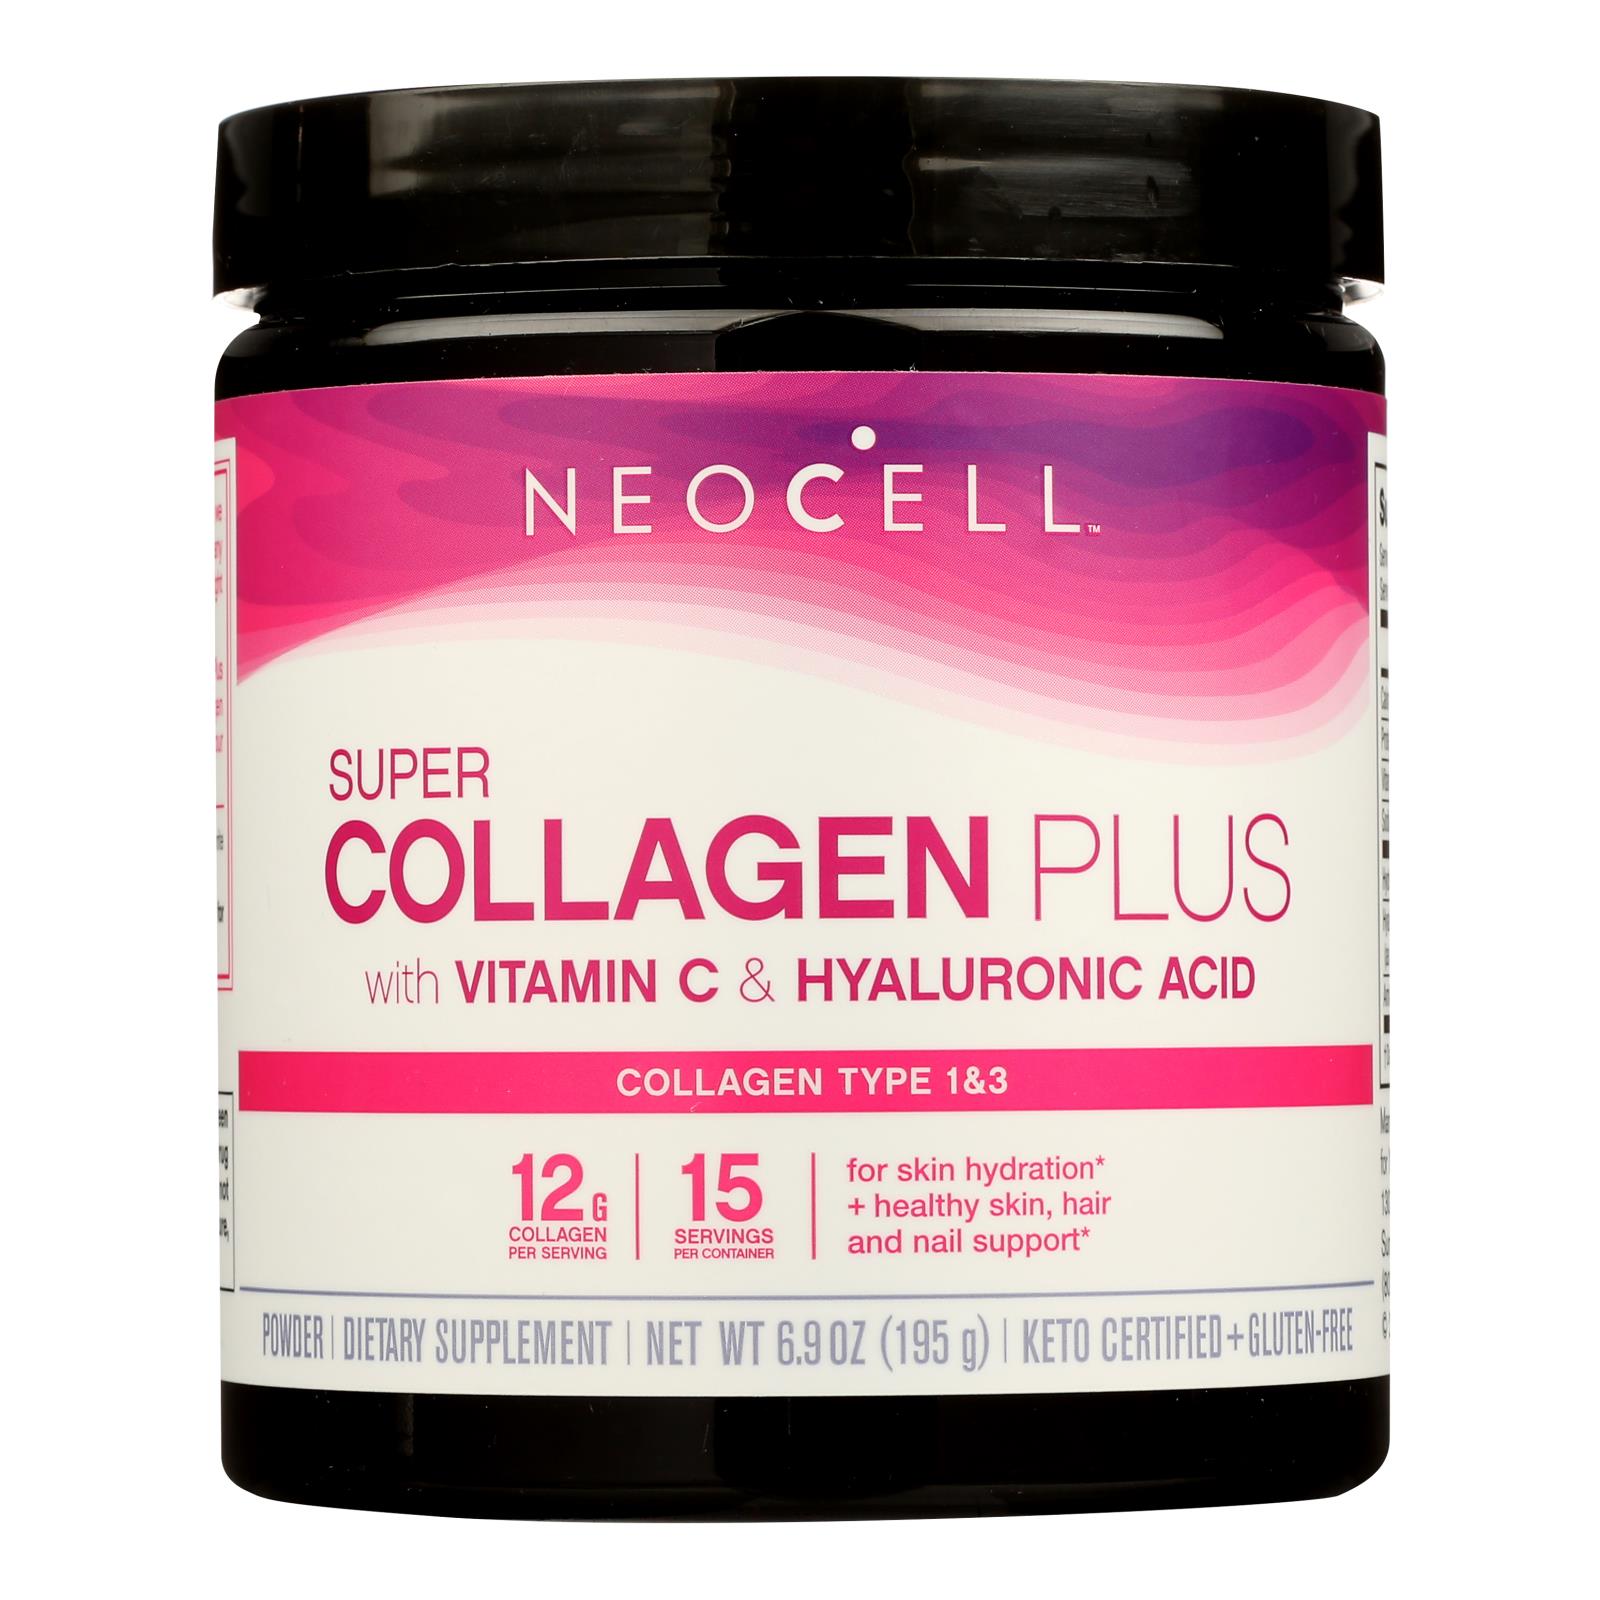 NEOCELL™
SUPER
COLLAGEN PLUS
with VITAMIN C & HYALURONIC ACID
COLLAGEN TYPE 1&3
12G
COLLAGEN
PER SERVING
15
SERVINGS
PER CONTAINER
for skin hydration*
+ healthy skin, hair
and nail support*
POWDER | DIETARY SUPPLEMENT | NET WT 6.9 OZ (195 g) | KETO CERTIFIED + GLUTEN-FREE